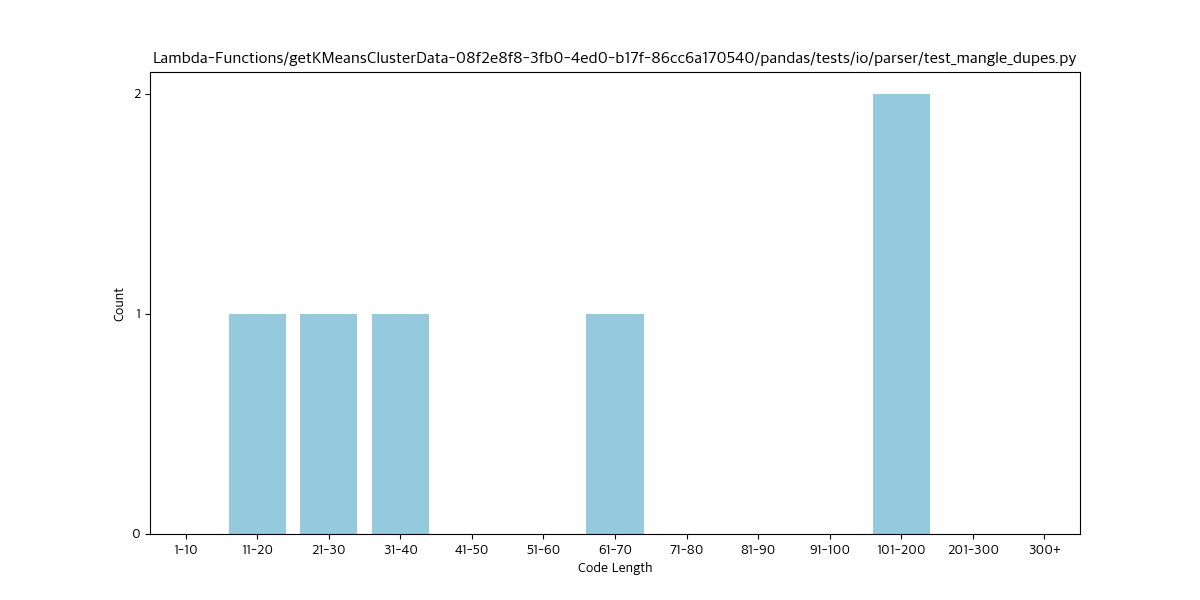 Lambda-Functions/getKMeansClusterData-08f2e8f8-3fb0-4ed0-b17f-86cc6a170540/pandas/tests/io/parser/test_mangle_dupes.py
2
1
0
Count
1-10 11-20 21-30 31-40 41-50 51-60 61-70 71-80 81-90 91-100 101-200 201-300 300+
Code Length